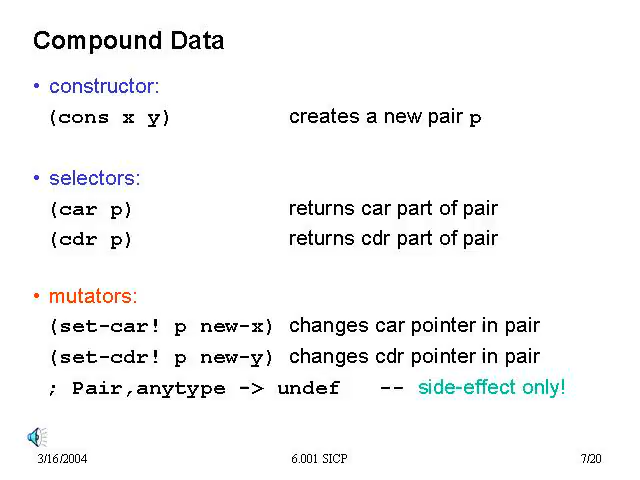 Compound Data
• constructor:
(cons x y) creates a new pair p
• selectors:
(car p) returns car part of pair
(cdr p) returns cdr part of pair
• mutators:
(set-car! p new-x) changes car pointer in pair
(set-cdr! p new-y) changes cdr pointer in pair
; Pair,anytype -> undef -- side-effect only!
3/16/2004 6.001 SICP 7/20